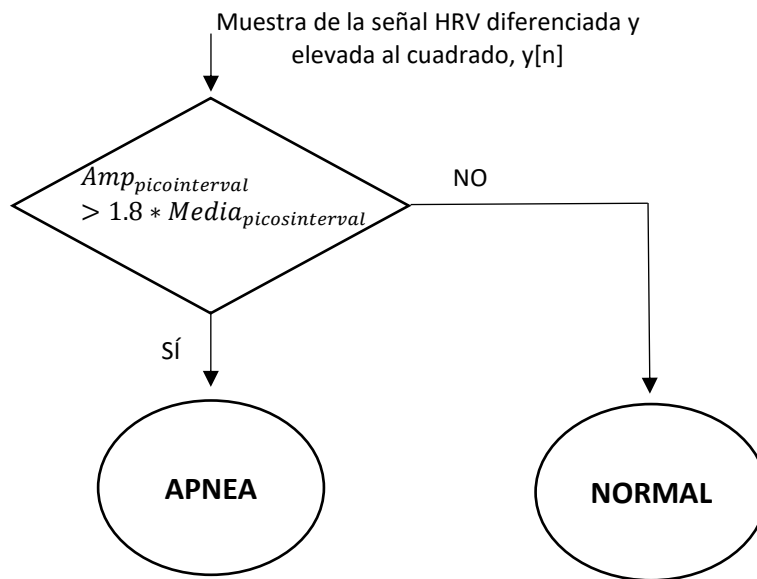 Muestra de la señal HRV diferenciada y
elevada al cuadrado, y[n]
Amp_picointerval
> 1.8 * Media_picosinterval
NO
SÍ
APNEA
NORMAL